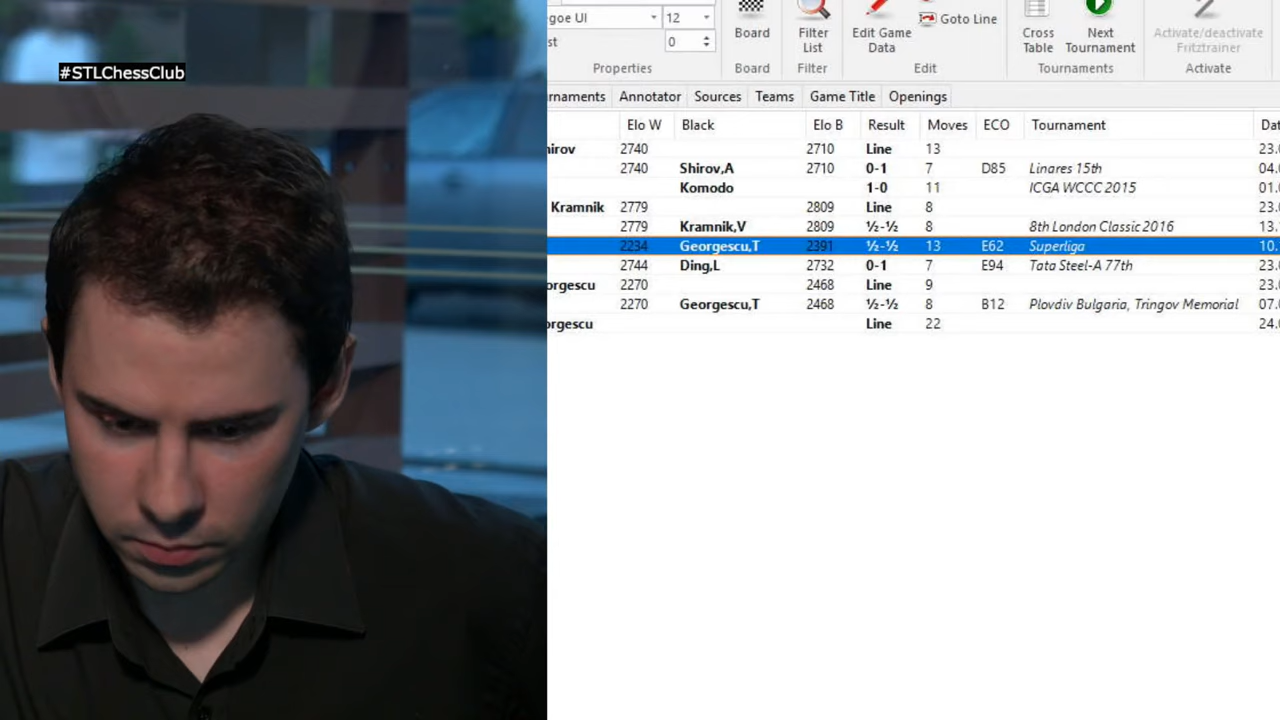 #STLChessClub
goe UI 12
st 0
Properties
Board
Board
Filter List
Filter
Edit Game Data
Goto Line
Edit
Cross Table
Next Tournament
Tournaments
Activate/deactivate Fritztrainer
Activate
rnaments Annotator Sources Teams Game Title Openings
Elo W Black Elo B Result Moves ECO Tournament Dat
irov 2740 2710 Line 13 23.0
2740 Shirov,A 2710 0-1 7 D85 Linares 15th 04.
Komodo 1-0 11 ICGA WCCC 2015 01.
Kramnik 2779 2809 Line 8 23.0
2779 Kramnik,V 2809 ½-½ 8 8th London Classic 2016 13.
2234 Georgescu,T 2391 ½-½ 13 E62 Superliga 10.
2744 Ding,L 2732 0-1 7 E94 Tata Steel-A 77th 23.0
orgescu 2270 2468 Line 9 23.0
2270 Georgescu,T 2468 ½-½ 8 B12 Plovdiv Bulgaria, Tringov Memorial 07.0
orgescu Line 22 24.0